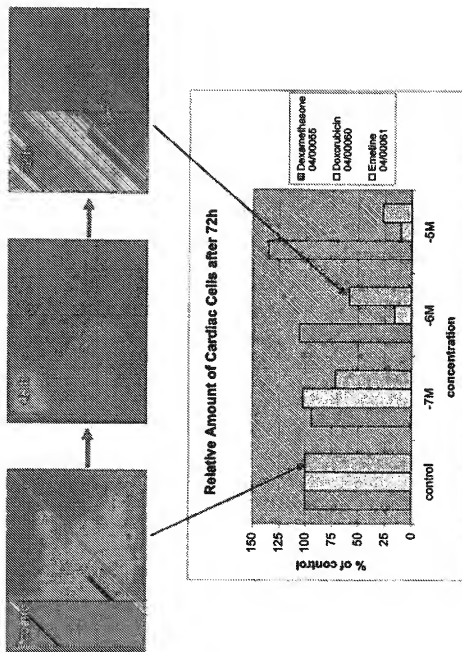 Relative Amount of Cardiac Cells after 72h
% of control
150
125
100
75
50
25
0
control
-7M
-6M
-5M
concentration
Dexamethasone
04/00055
Doxorubicin
04/00060
Emetine
04/00061